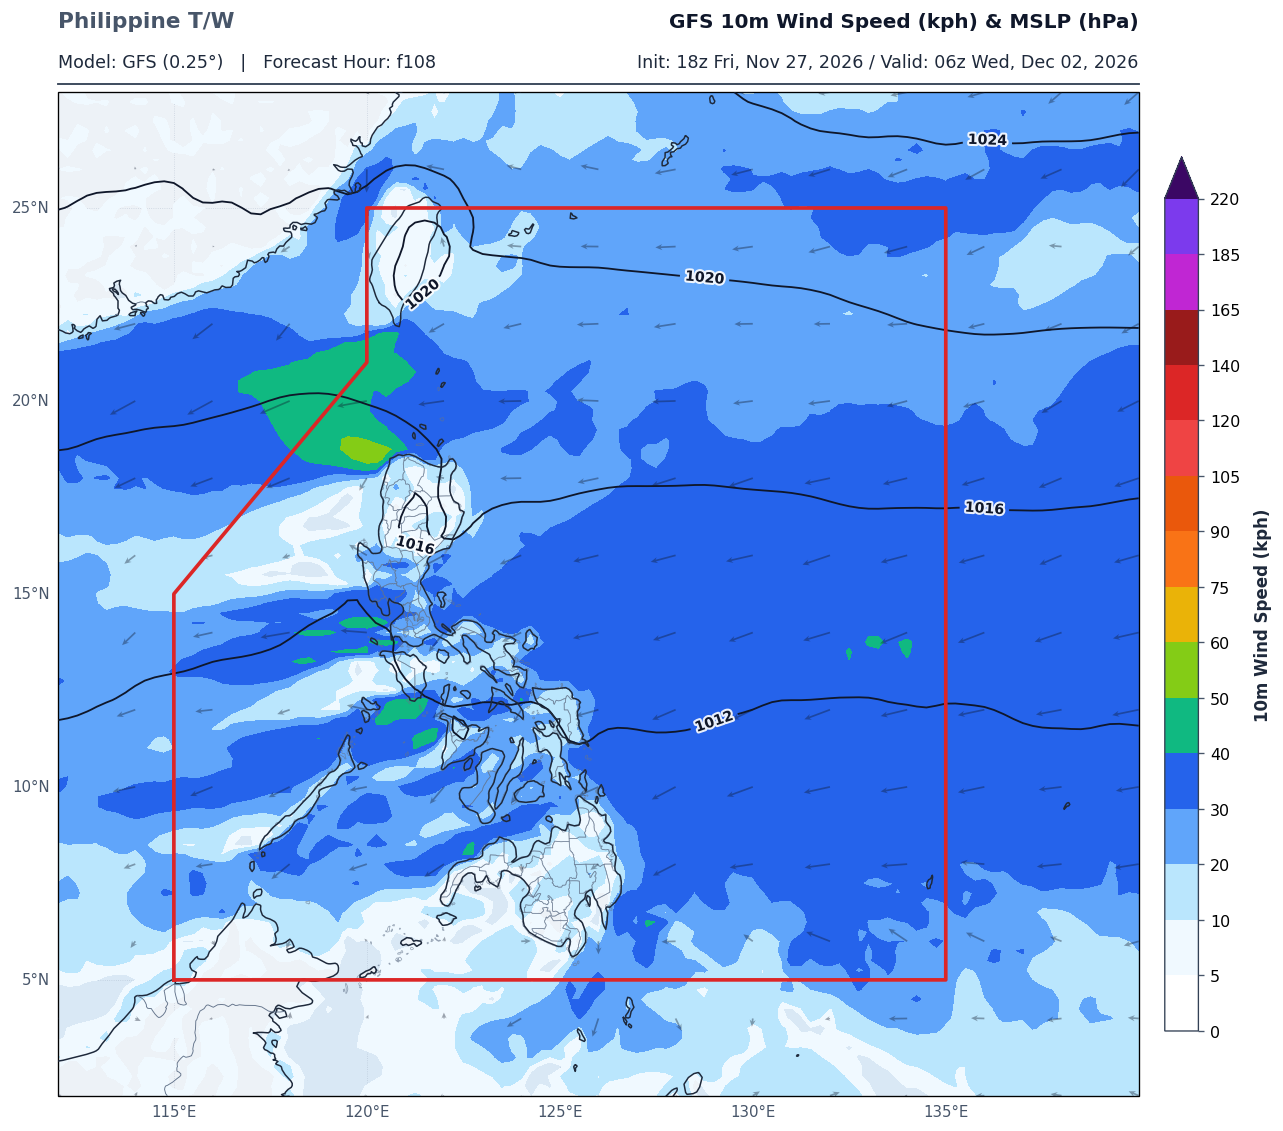 Philippine T/W
GFS 10m Wind Speed (kph) & MSLP (hPa)
Model: GFS (0.25°) | Forecast Hour: f108
Init: 18z Fri, Nov 27, 2026 / Valid: 06z Wed, Dec 02, 2026
1024
1020
1020
1016
1016
1012
25°N
20°N
15°N
10°N
5°N
115°E
120°E
125°E
130°E
135°E
220
185
165
140
120
105
90
75
60
50
40
30
20
10
5
0
10m Wind Speed (kph)